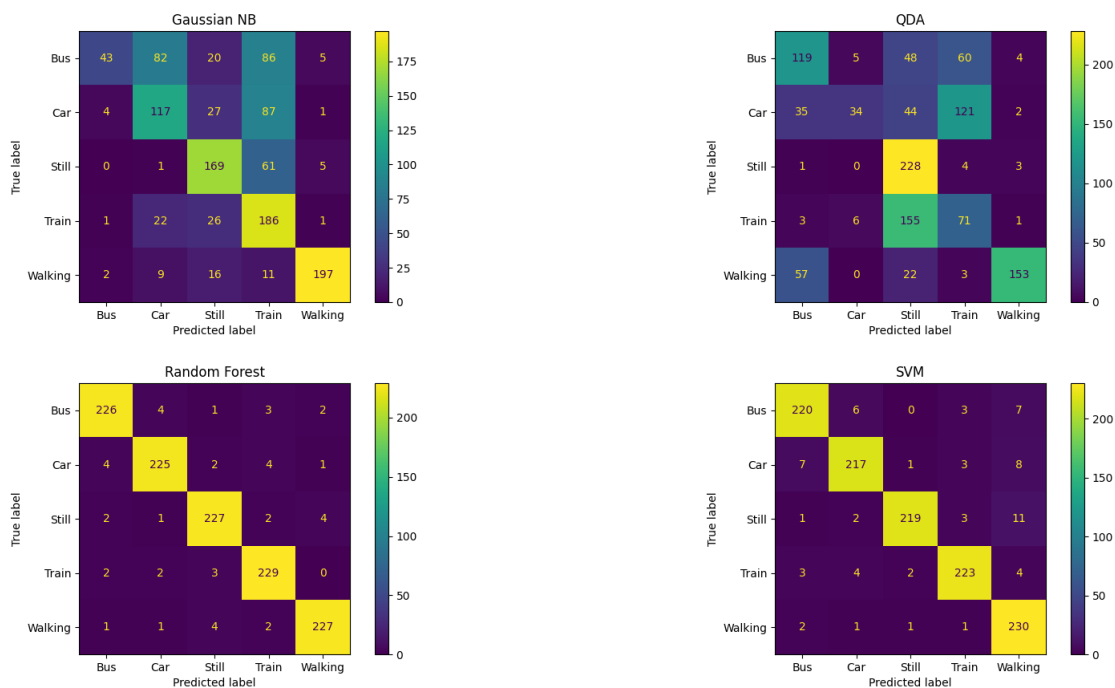 Gaussian NB
Bus 43 82 20 86 5
Car 4 117 27 87 1
Still 0 1 169 61 5
Train 1 22 26 186 1
Walking 2 9 16 11 197
Bus Car Still Train Walking
Predicted label
True label
175
150
125
100
75
50
25
0
QDA
Bus 119 5 48 60 4
Car 35 34 44 121 2
Still 1 0 228 4 3
Train 3 6 155 71 1
Walking 57 0 22 3 153
Bus Car Still Train Walking
Predicted label
True label
200
150
100
50
0
Random Forest
Bus 226 4 1 3 2
Car 4 225 2 4 1
Still 2 1 227 2 4
Train 2 2 3 229 0
Walking 1 1 4 2 227
Bus Car Still Train Walking
Predicted label
True label
200
150
100
50
0
SVM
Bus 220 6 0 3 7
Car 7 217 1 3 8
Still 1 2 219 3 11
Train 3 4 2 223 4
Walking 2 1 1 1 230
Bus Car Still Train Walking
Predicted label
True label
200
150
100
50
0